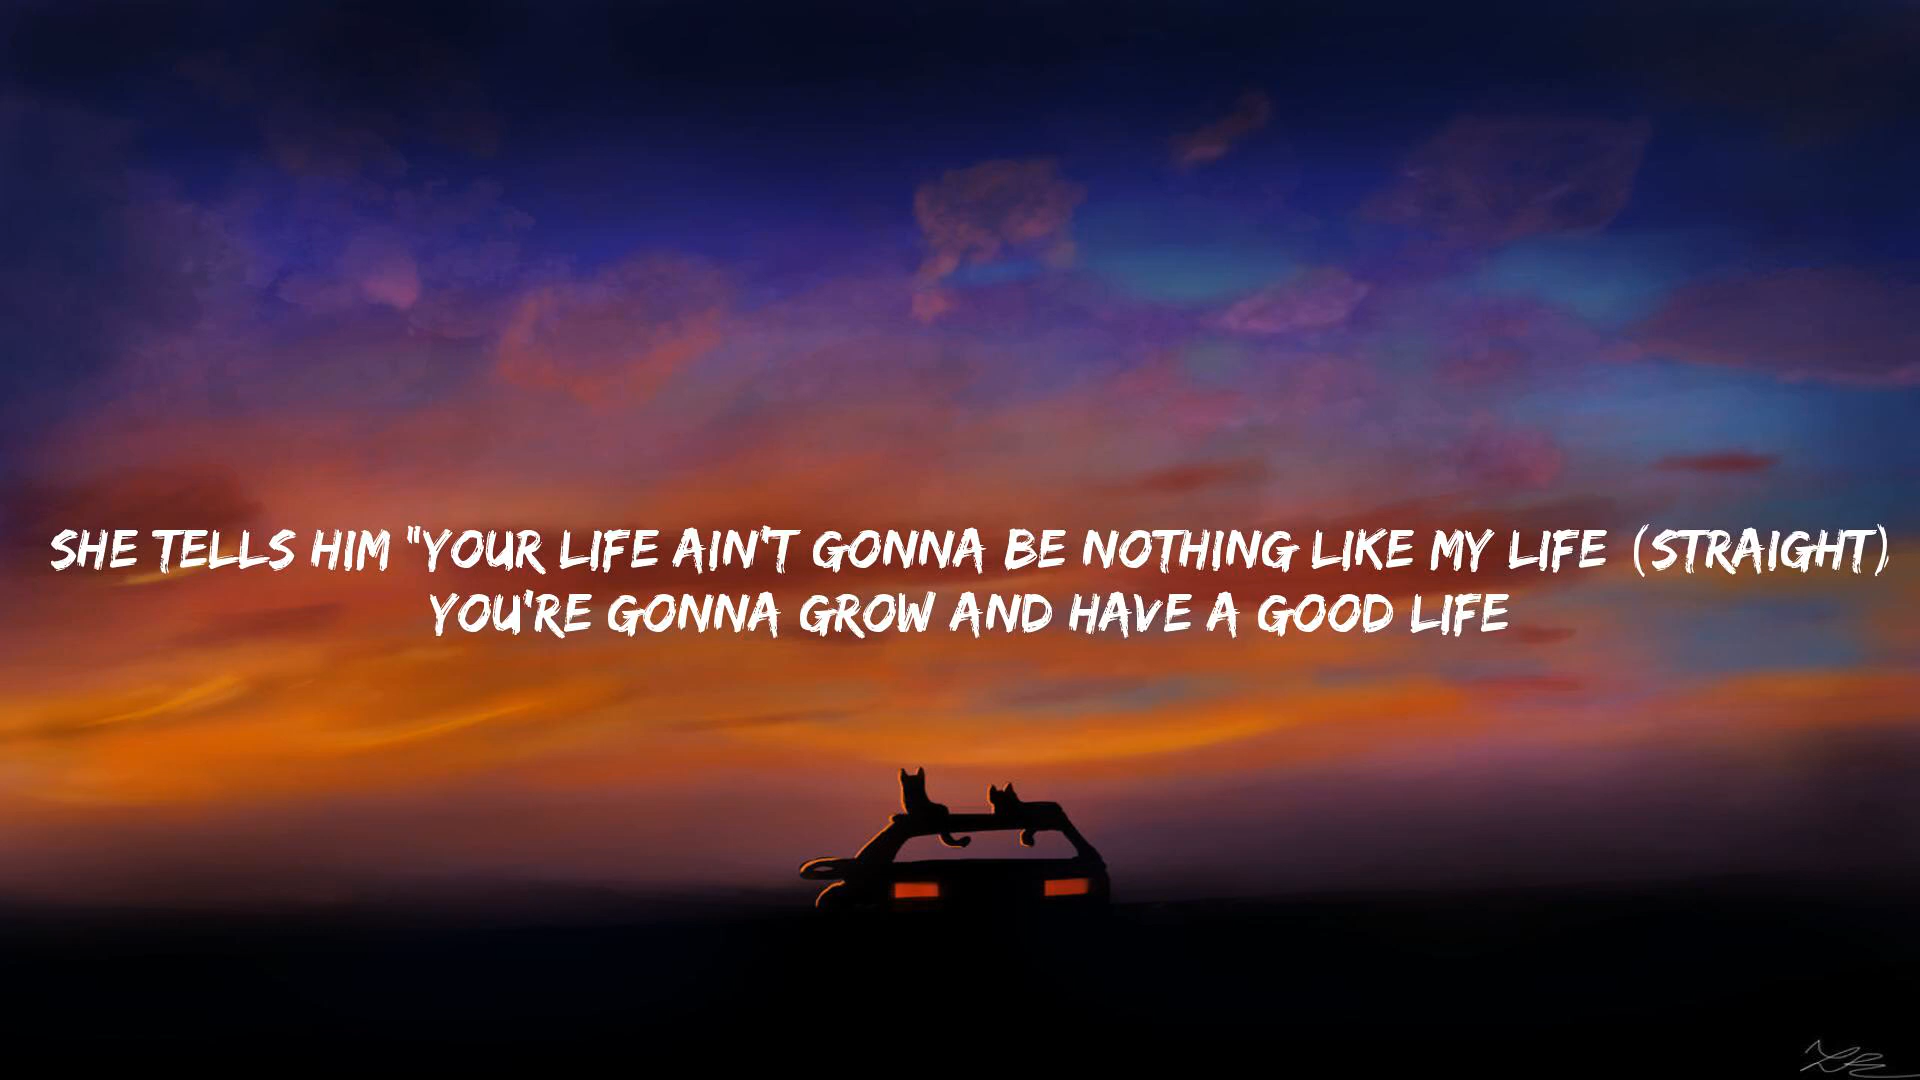 SHE TELLS HIM "YOUR LIFE AIN'T GONNA BE NOTHING LIKE MY LIFE (STRAIGHT)
YOU'RE GONNA GROW AND HAVE A GOOD LIFE